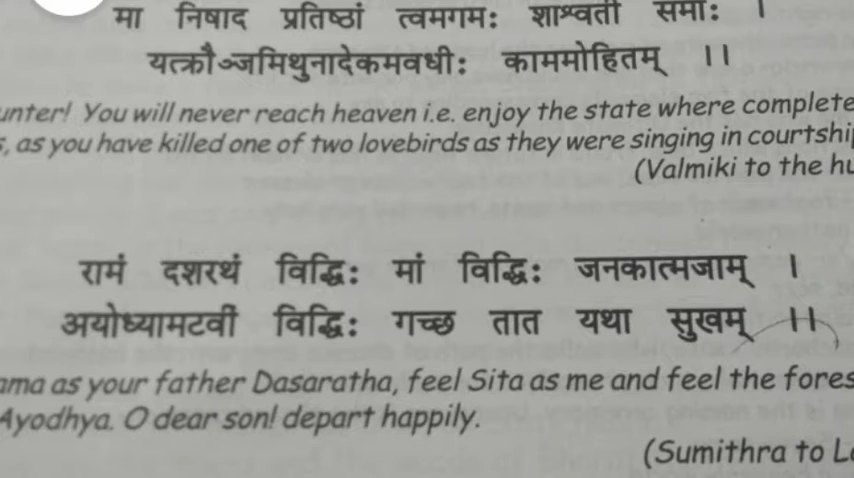 मा निषाद प्रतिष्ठां त्वमगमः शाश्वती समाः ।
यत्क्रौञ्जमिथुनादेकमवधीः काममोहितम् ।।
unter! You will never reach heaven i.e. enjoy the state where complete
s, as you have killed one of two lovebirds as they were singing in courtship
(Valmiki to the hu
रामं दशरथं विद्धिः मां विद्धिः जनकात्मजाम् ।
अयोध्यामटवीं विद्धिः गच्छ तात यथा सुखम् ।।
ama as your father Dasaratha, feel Sita as me and feel the fores
Ayodhya. O dear son! depart happily.
(Sumithra to La